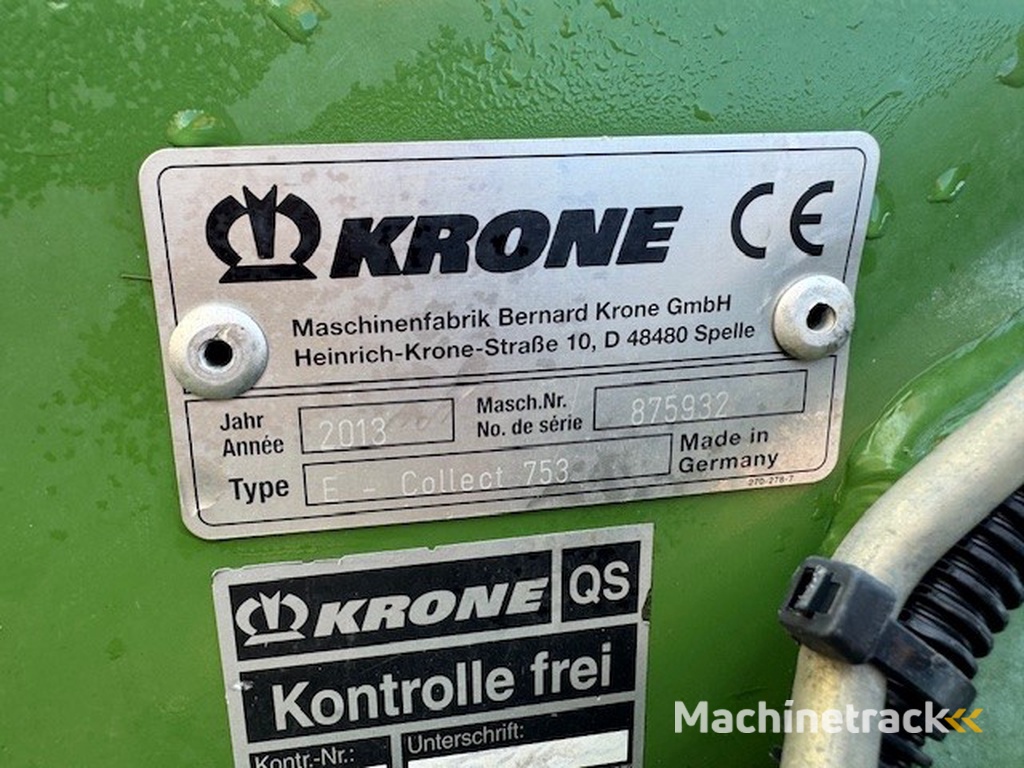 KRONE CE
Maschinenfabrik Bernard Krone GmbH
Heinrich-Krone-Straße 10, D 48480 Spelle
Jahr
Année
2013
Masch.Nr.
No. de série
875932
Type
E - Collect 753
Made in
Germany
270-278-7
KRONE QS
Kontrolle frei
Kontr.-Nr.: Unterschrift:
Machinetrack